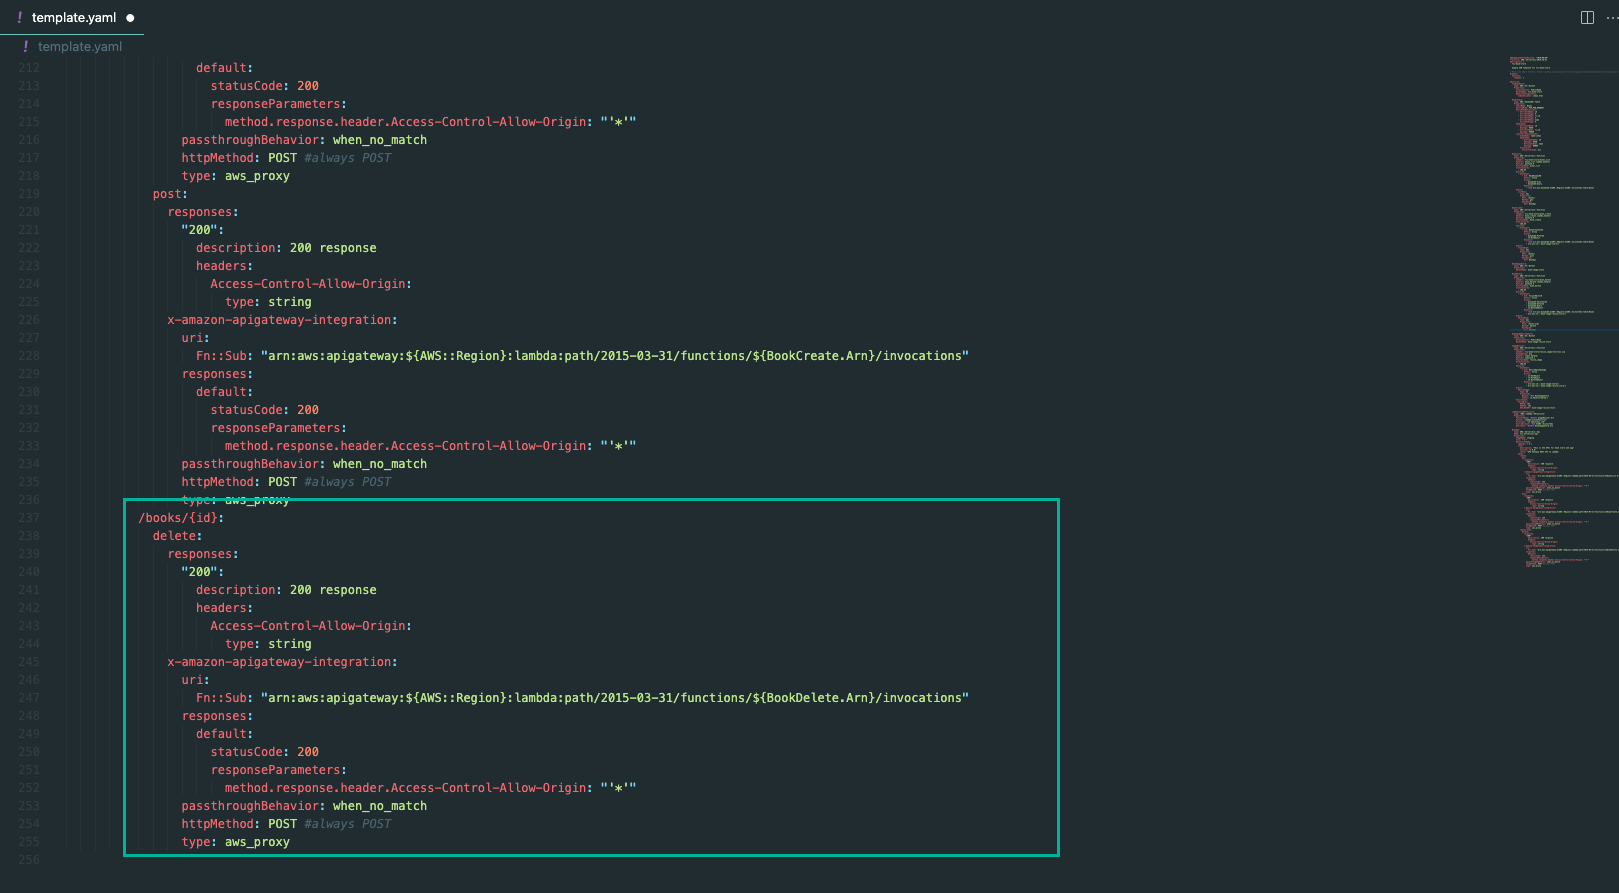 ! template.yaml ●
! template.yaml
212 default:
213 statusCode: 200
214 responseParameters:
215 method.response.header.Access-Control-Allow-Origin: "'*'"
216 passthroughBehavior: when_no_match
217 httpMethod: POST #always POST
218 type: aws_proxy
219 post:
220 responses:
221 "200":
222 description: 200 response
223 headers:
224 Access-Control-Allow-Origin:
225 type: string
226 x-amazon-apigateway-integration:
227 uri:
228 Fn::Sub: "arn:aws:apigateway:${AWS::Region}:lambda:path/2015-03-31/functions/${BookCreate.Arn}/invocations"
229 responses:
230 default:
231 statusCode: 200
232 responseParameters:
233 method.response.header.Access-Control-Allow-Origin: "'*'"
234 passthroughBehavior: when_no_match
235 httpMethod: POST #always POST
236 type: aws_proxy
237 /books/{id}:
238 delete:
239 responses:
240 "200":
241 description: 200 response
242 headers:
243 Access-Control-Allow-Origin:
244 type: string
245 x-amazon-apigateway-integration:
246 uri:
247 Fn::Sub: "arn:aws:apigateway:${AWS::Region}:lambda:path/2015-03-31/functions/${BookDelete.Arn}/invocations"
248 responses:
249 default:
250 statusCode: 200
251 responseParameters:
252 method.response.header.Access-Control-Allow-Origin: "'*'"
253 passthroughBehavior: when_no_match
254 httpMethod: POST #always POST
255 type: aws_proxy
256